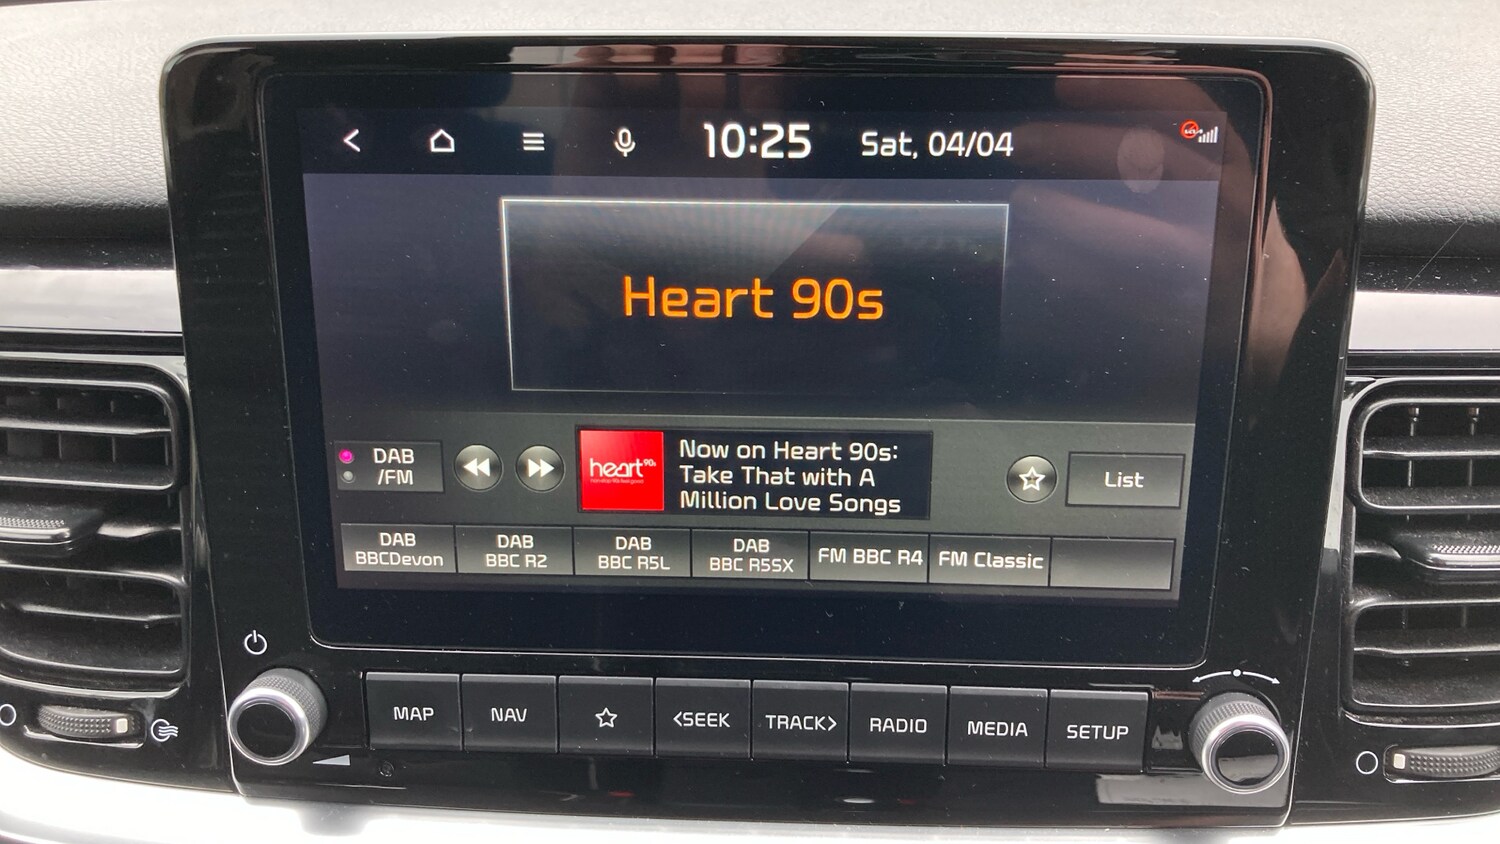 10:25 Sat, 04/04
Heart 90s
DAB
/FM
heart 90s
Now on Heart 90s:
Take That with A
Million Love Songs
List
DAB
BBCDevon
DAB
BBC R2
DAB
BBC R5L
DAB
BBC R5SX
FM BBC R4
FM Classic
MAP
NAV
<SEEK
TRACK>
RADIO
MEDIA
SETUP